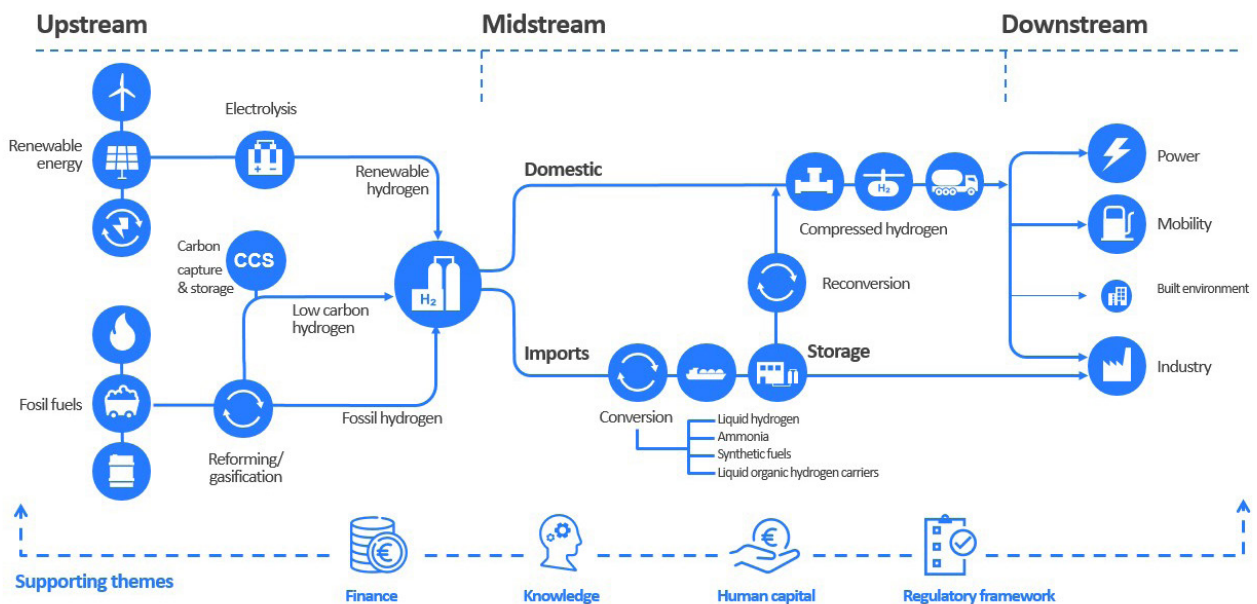 Upstream
Midstream
Downstream
Electrolysis
Renewable
energy
Renewable
hydrogen
Carbon
capture
& storage
CCS
Low carbon
hydrogen
H₂
Fosil fuels
Fossil hydrogen
Reforming/
gasification
Domestic
H₂
Compressed hydrogen
Reconversion
Imports
Storage
Conversion
Liquid hydrogen
Ammonia
Synthetic fuels
Liquid organic hydrogen carriers
Power
Mobility
Built environment
Industry
Supporting themes
Finance
Knowledge
Human capital
Regulatory framework